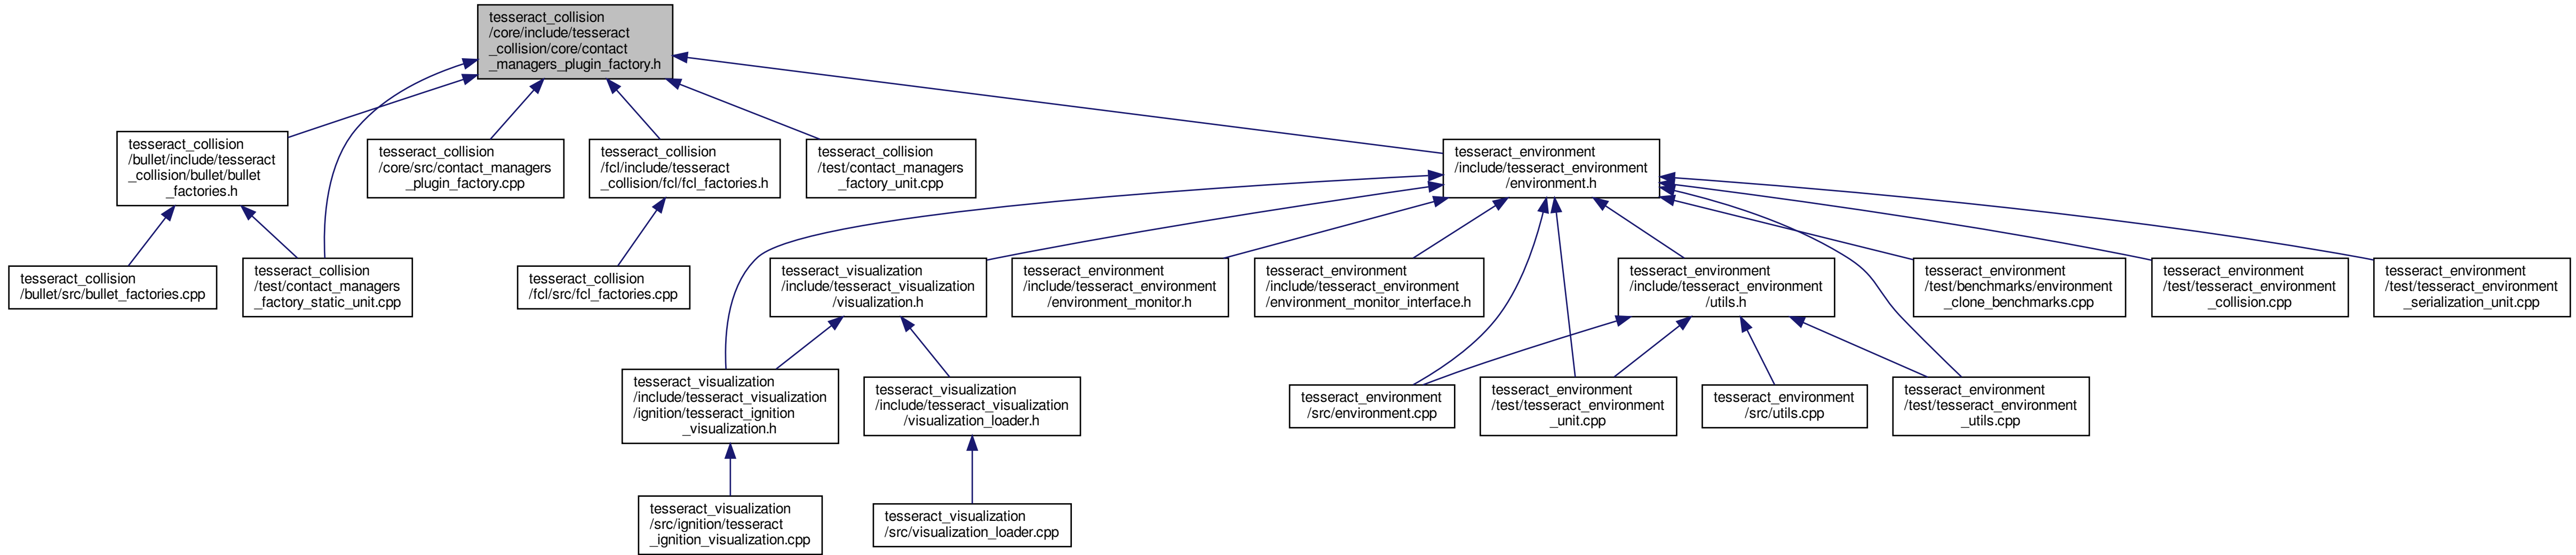 tesseract_collision
/core/include/tesseract
_collision/core/contact
_managers_plugin_factory.h
tesseract_collision
/bullet/include/tesseract
_collision/bullet/bullet
_factories.h
tesseract_collision
/core/src/contact_managers
_plugin_factory.cpp
tesseract_collision
/fcl/include/tesseract
_collision/fcl/fcl_factories.h
tesseract_collision
/test/contact_managers
_factory_unit.cpp
tesseract_environment
/include/tesseract_environment
/environment.h
tesseract_collision
/bullet/src/bullet_factories.cpp
tesseract_collision
/test/contact_managers
_factory_static_unit.cpp
tesseract_collision
/fcl/src/fcl_factories.cpp
tesseract_visualization
/include/tesseract_visualization
/visualization.h
tesseract_environment
/include/tesseract_environment
/environment_monitor.h
tesseract_environment
/include/tesseract_environment
/environment_monitor_interface.h
tesseract_environment
/include/tesseract_environment
/utils.h
tesseract_environment
/test/benchmarks/environment
_clone_benchmarks.cpp
tesseract_environment
/test/tesseract_environment
_collision.cpp
tesseract_environment
/test/tesseract_environment
_serialization_unit.cpp
tesseract_visualization
/include/tesseract_visualization
/ignition/tesseract_ignition
_visualization.h
tesseract_visualization
/include/tesseract_visualization
/visualization_loader.h
tesseract_environment
/src/environment.cpp
tesseract_environment
/test/tesseract_environment
_unit.cpp
tesseract_environment
/src/utils.cpp
tesseract_environment
/test/tesseract_environment
_utils.cpp
tesseract_visualization
/src/ignition/tesseract
_ignition_visualization.cpp
tesseract_visualization
/src/visualization_loader.cpp